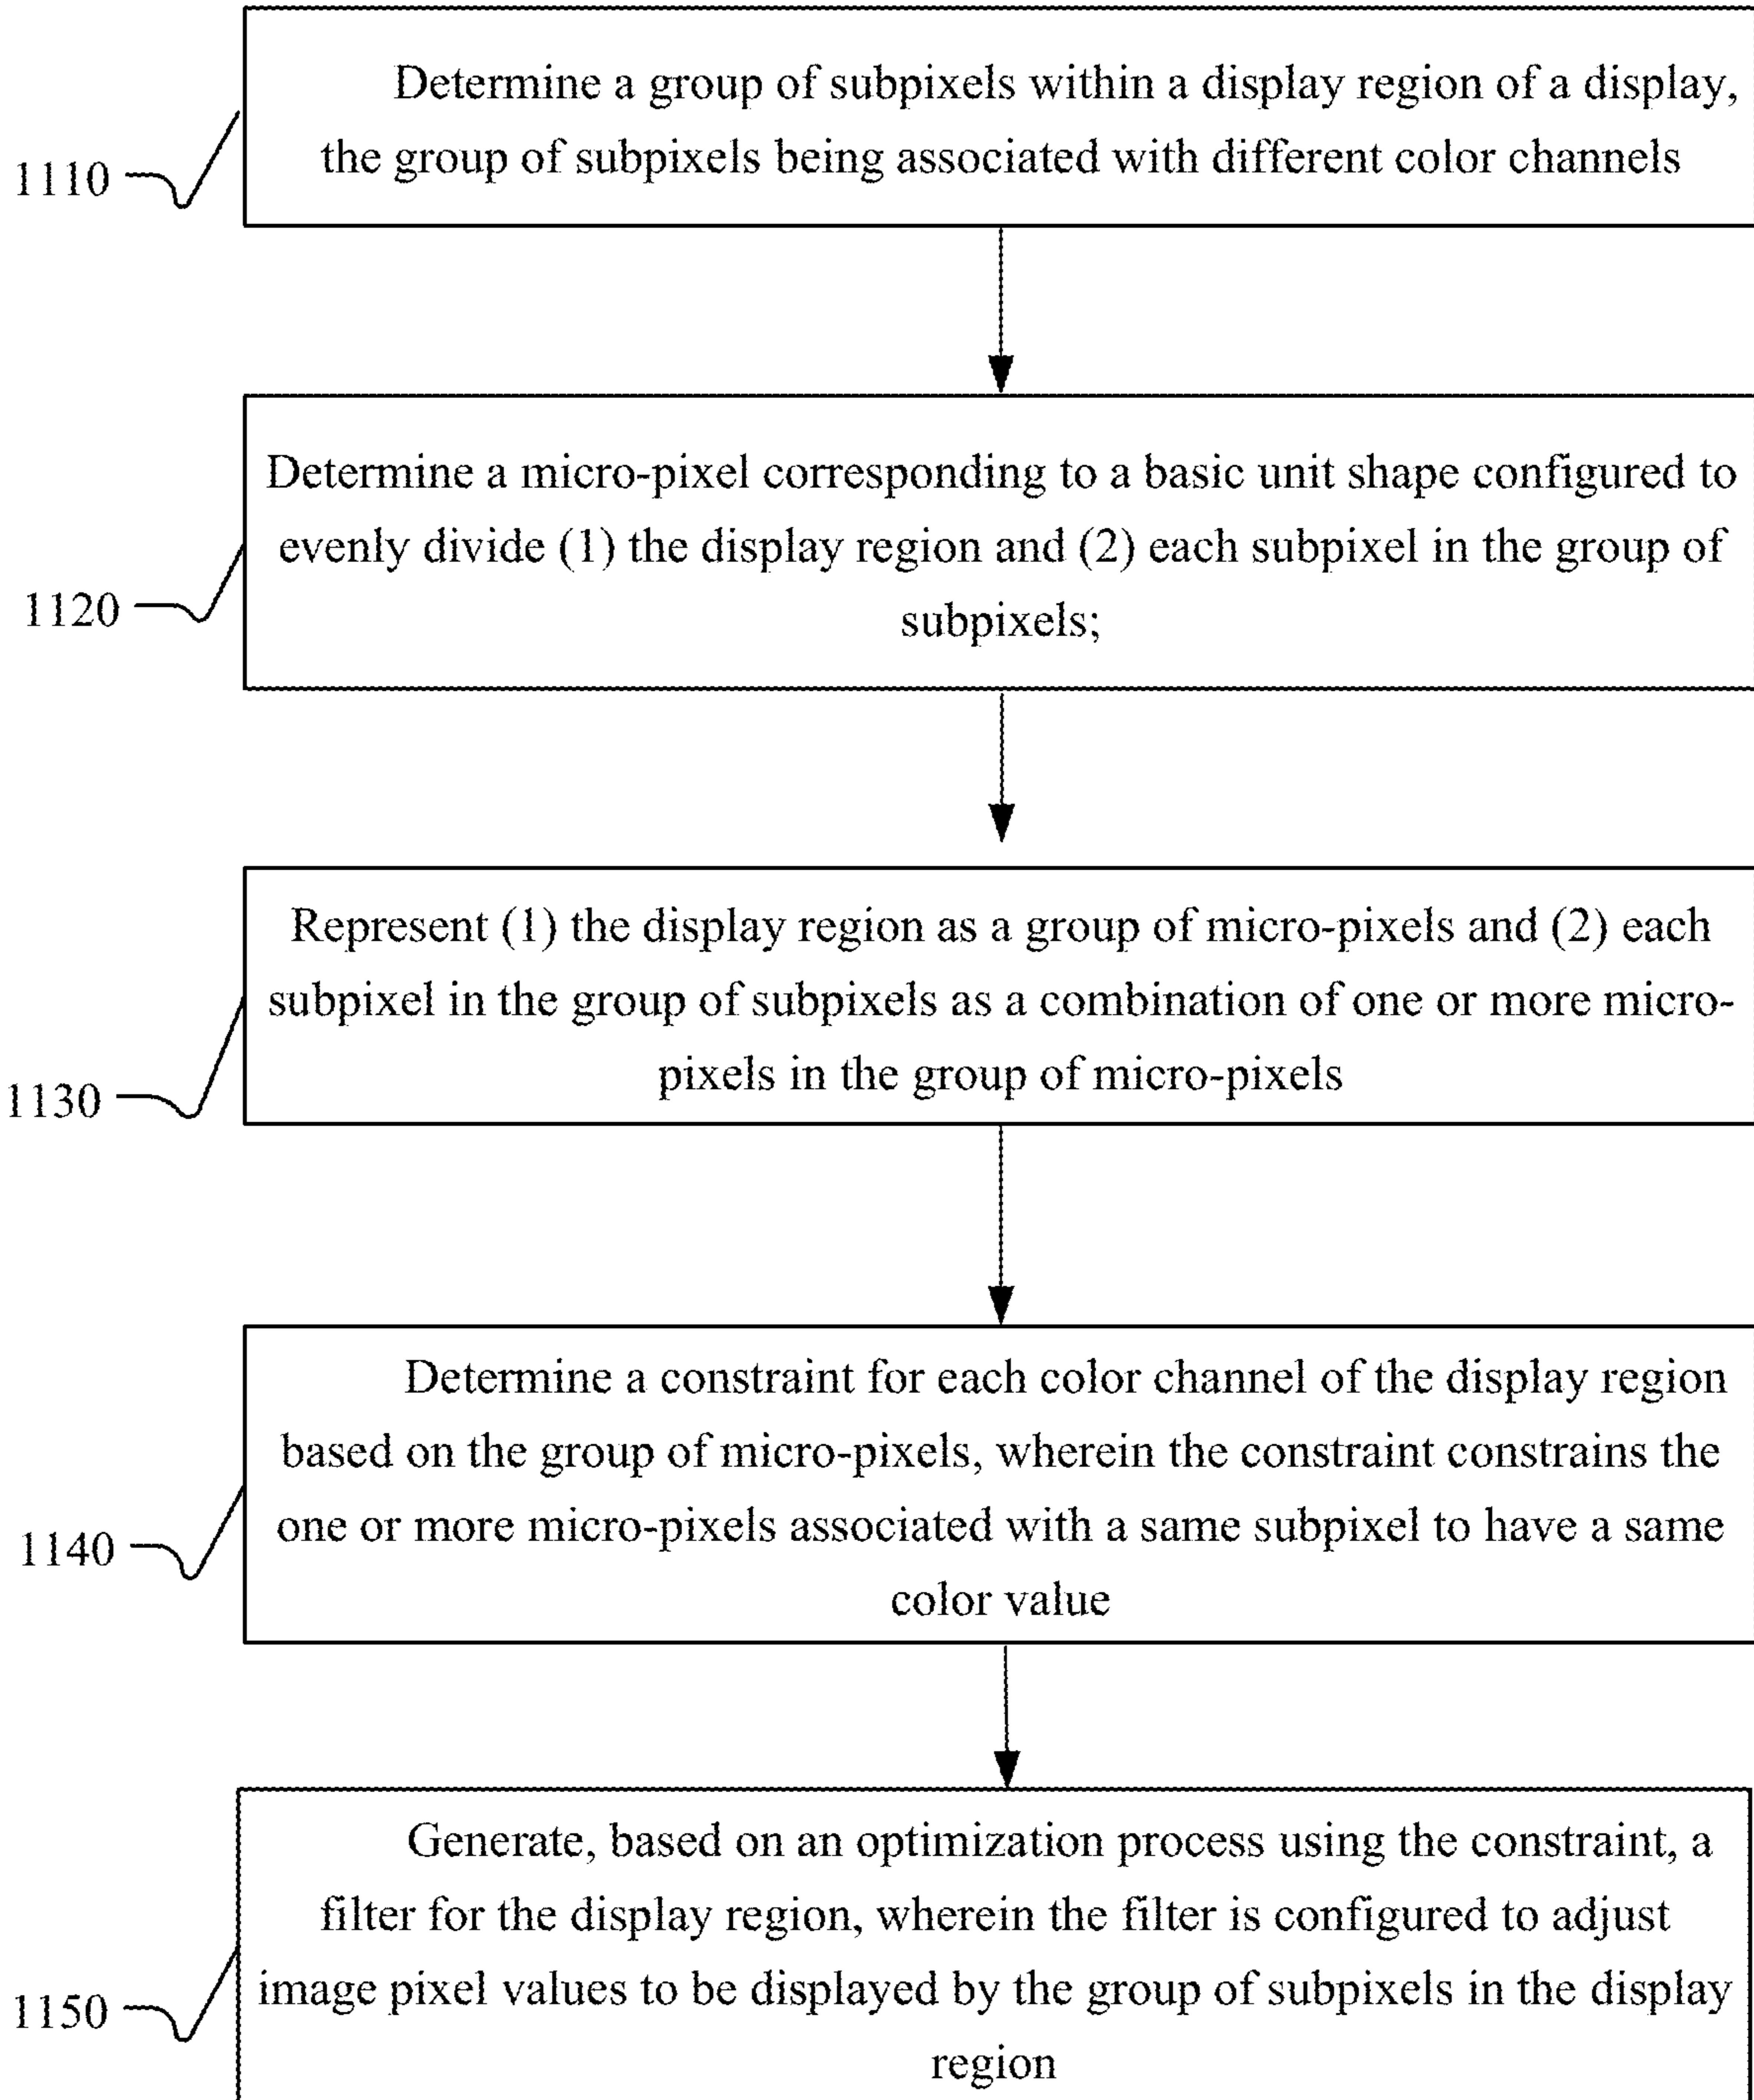 Determine a group of subpixels within a display region of a display,
the group of subpixels being associated with different color channels
1110
Determine a micro-pixel corresponding to a basic unit shape configured to
evenly divide (1) the display region and (2) each subpixel in the group of
subpixels;
1120
Represent (1) the display region as a group of micro-pixels and (2) each
subpixel in the group of subpixels as a combination of one or more micro-
pixels in the group of micro-pixels
1130
Determine a constraint for each color channel of the display region
based on the group of micro-pixels, wherein the constraint constrains the
one or more micro-pixels associated with a same subpixel to have a same
color value
1140
Generate, based on an optimization process using the constraint, a
filter for the display region, wherein the filter is configured to adjust
image pixel values to be displayed by the group of subpixels in the display
region
1150